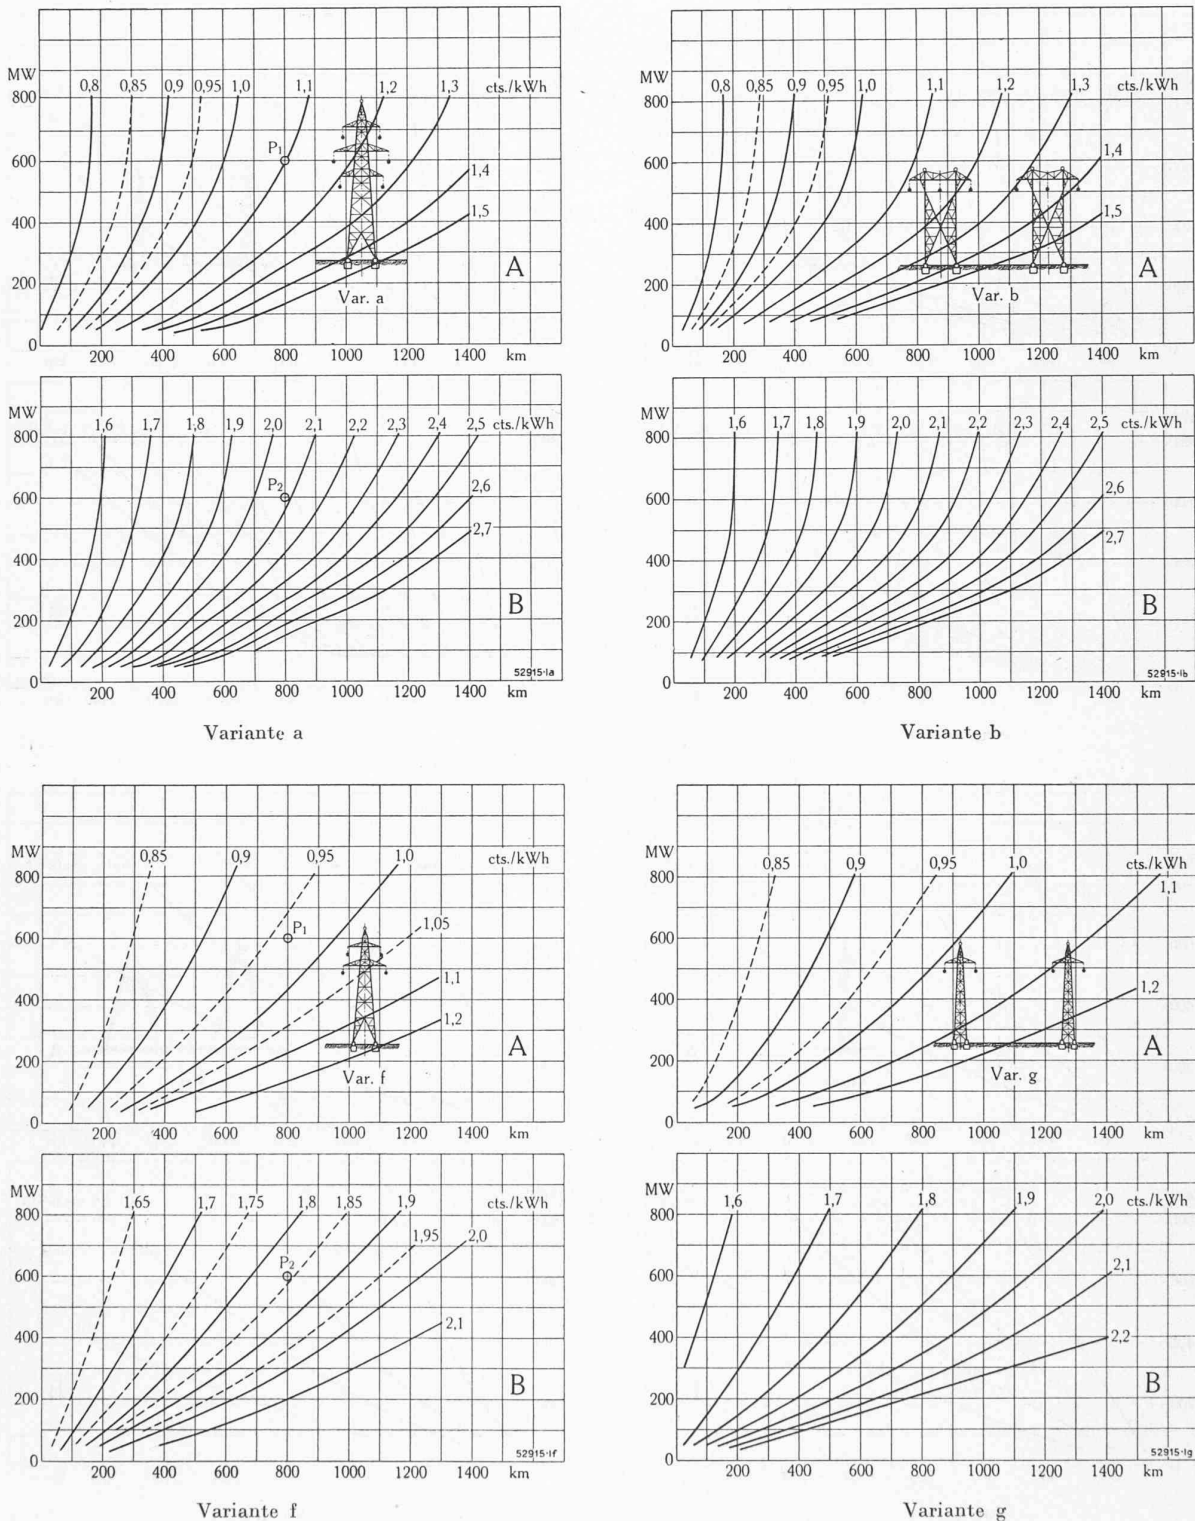 MW 0,8 0,85 0,9 0,95 1,0 1,1 1,2 1,3 cts./kWh
800
P1
600
1,4
400
1,5
A
200
Var. a
0
200 400 600 800 1000 1200 1400 km
MW 1,6 1,7 1,8 1,9 2,0 2,1 2,2 2,3 2,4 2,5 cts./kWh
800
P2
600
2,6
2,7
400
B
200
52915·Ia
0
200 400 600 800 1000 1200 1400 km
Variante a
MW 0,8 0,85 0,9 0,95 1,0 1,1 1,2 1,3 cts./kWh
800
1,4
600
400
1,5
A
200
Var. b
0
200 400 600 800 1000 1200 1400 km
MW 1,6 1,7 1,8 1,9 2,0 2,1 2,2 2,3 2,4 2,5 cts./kWh
800
2,6
600
2,7
400
B
200
52915·Ib
0
200 400 600 800 1000 1200 1400 km
Variante b
MW 0,85 0,9 0,95 1,0 cts./kWh
800
1,05
P1
600
1,1
400
1,2
A
200
Var. f
0
200 400 600 800 1000 1200 1400 km
MW 1,65 1,7 1,75 1,8 1,85 1,9 cts./kWh
800
1,95 2,0
P2
600
2,1
400
B
200
52915·If
0
200 400 600 800 1000 1200 1400 km
Variante f
MW 0,85 0,9 0,95 1,0 cts./kWh
800
1,1
600
400
1,2
A
200
Var. g
0
200 400 600 800 1000 1200 1400 km
MW 1,6 1,7 1,8 1,9 2,0 cts./kWh
800
2,1
600
400
2,2
B
200
52915·Ig
0
200 400 600 800 1000 1200 1400 km
Variante g